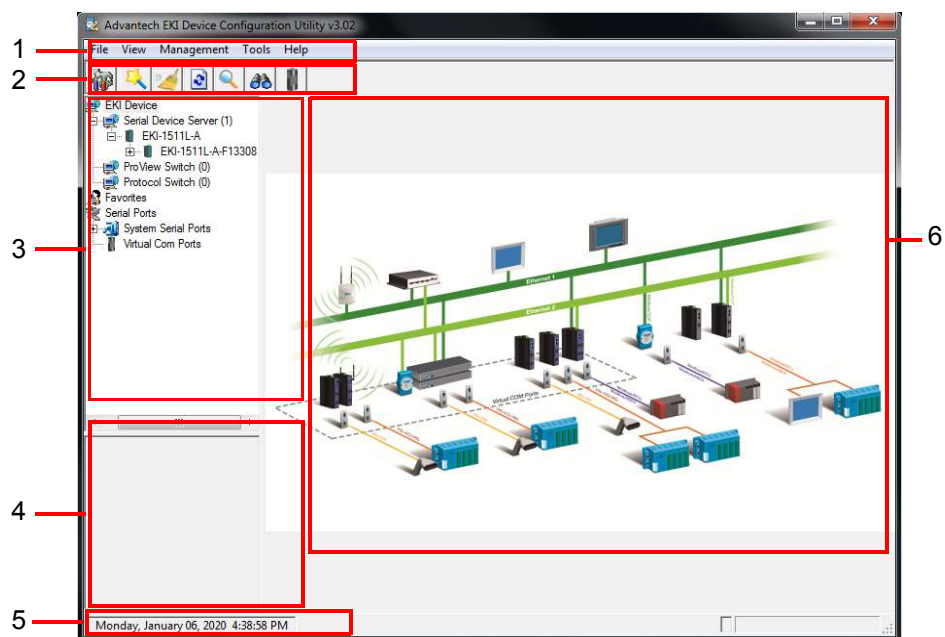 Advantech EKI Device Configuration Utility v3.02
1
File View Management Tools Help
2
EKI Device
Serial Device Server (1)
EKI-1511L-A
EKI-1511L-A-F13308
ProView Switch (0)
Protocol Switch (0)
Favorites
Serial Ports
System Serial Ports
Virtual Com Ports
3
Ethernet 1
Ethernet 2
Virtual COM Ports
6
4
5
Monday, January 06, 2020 4:38:58 PM